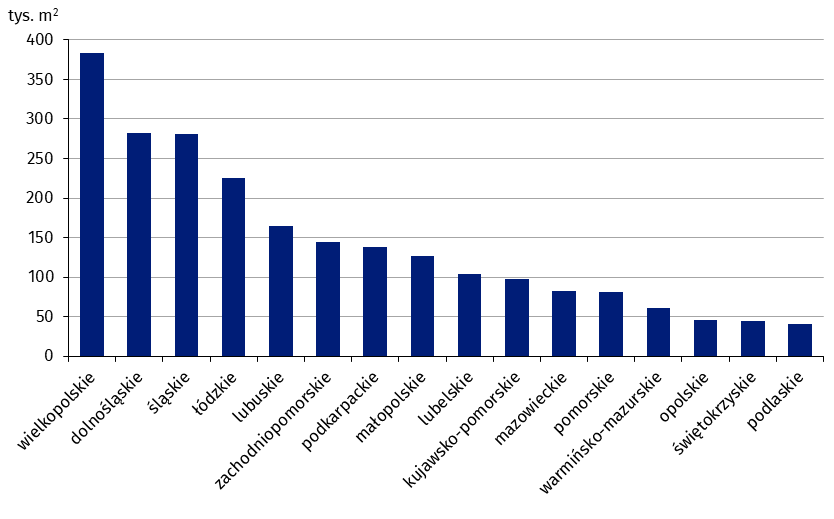 tys. m²
400
350
300
250
200
150
100
50
0
wielkopolskie
dolnośląskie
śląskie
łódzkie
lubuskie
zachodniopomorskie
podkarpackie
małopolskie
lubelskie
kujawsko-pomorskie
mazowieckie
pomorskie
warmińsko-mazurskie
opolskie
świętokrzyskie
podlaskie